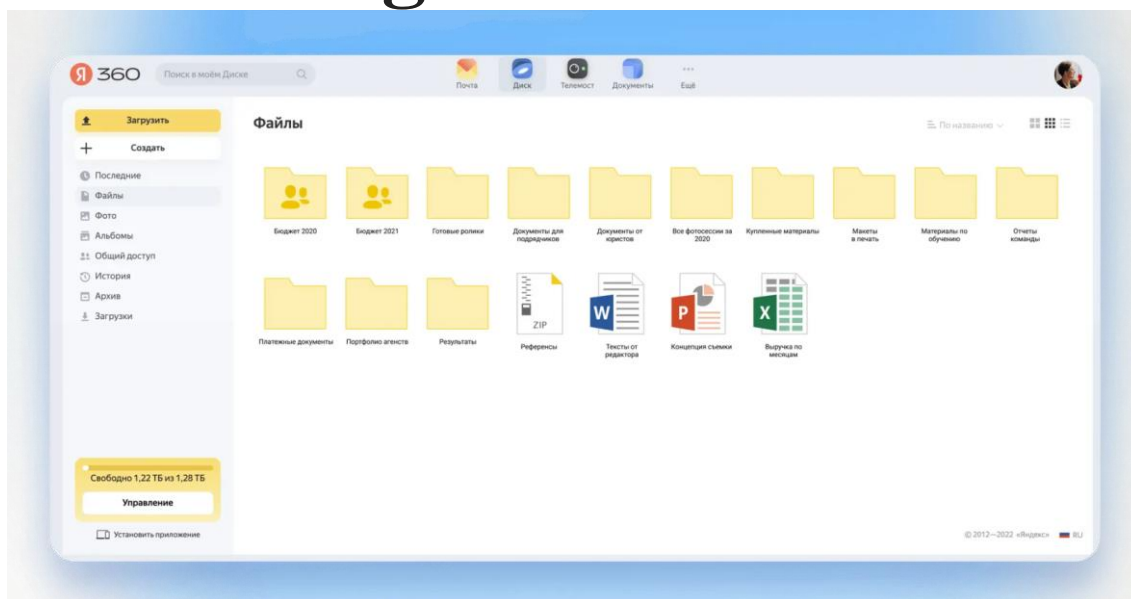 Я 360
Поиск в моём Диске
Почта
Диск
Телемост
Документы
Ещё
Загрузить
Создать
Последние
Файлы
Фото
Альбомы
Общий доступ
История
Архив
Загрузки
Свободно 1,22 ТБ из 1,28 ТБ
Управление
Установить приложение
Файлы
По названию
Бюджет 2020
Бюджет 2021
Готовые ролики
Документы для
подрядчиков
Документы от
юристов
Все фотосессии за
2020
Купленные материалы
Макеты
в печать
Материалы по
обучению
Отчеты
команды
Платежные документы
Портфолио агенств
Результаты
ZIP
Референсы
W
Тексты от
редактора
P
Концепция съемки
X
Выручка по
месяцам
© 2012—2022 «Яндекс»
RU